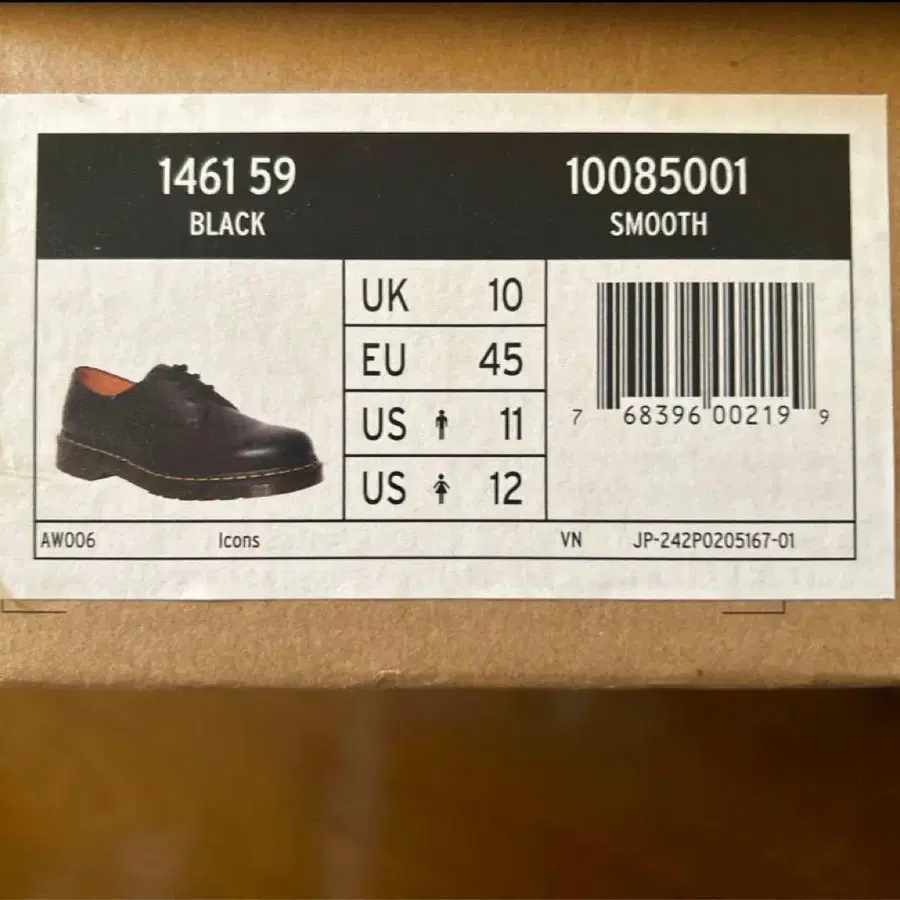 1461 59
BLACK
10085001
SMOOTH
UK 10
EU 45
US 11
US 12
7 68396 00219 9
AW006 Icons VN JP-242P0205167-01